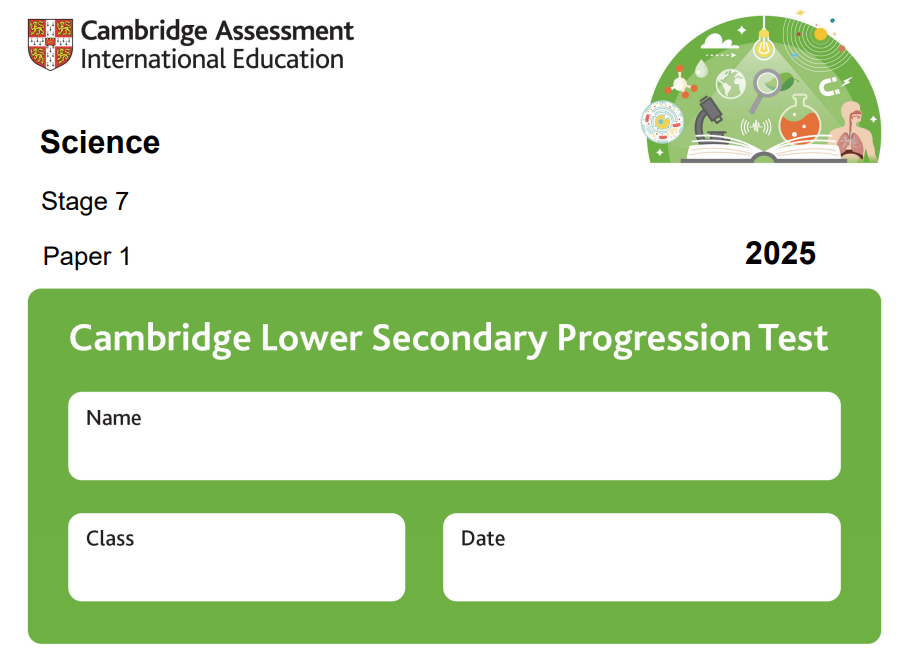 Cambridge Assessment
International Education
Science
Stage 7
Paper 1
2025
Cambridge Lower Secondary Progression Test
Name
Class
Date